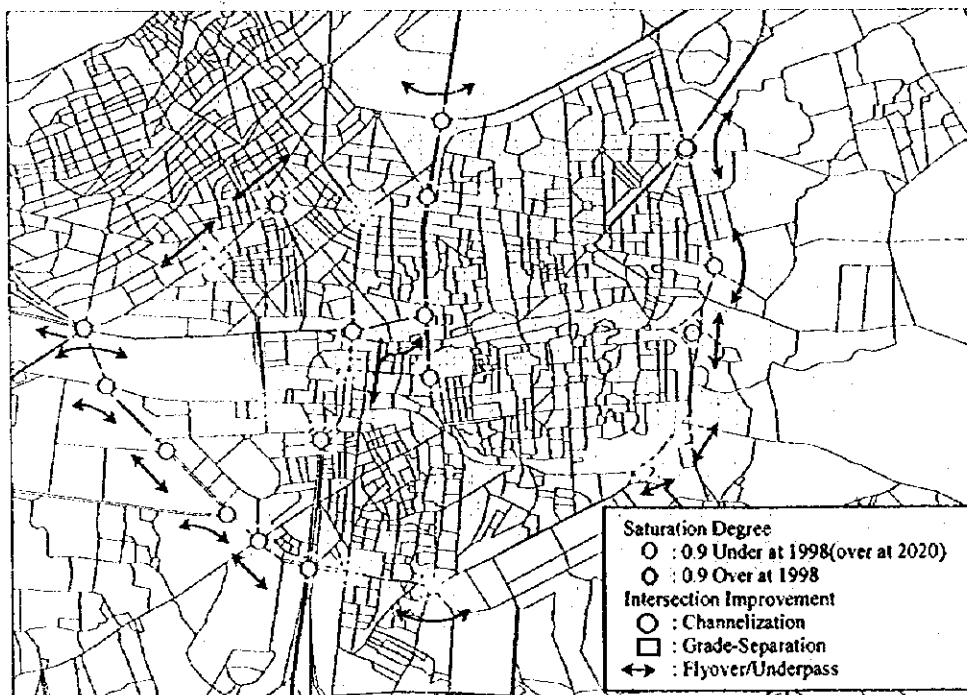 Saturation Degree
: 0.9 Under at 1998(over at 2020)
: 0.9 Over at 1998
Intersection Improvement
: Channelization
: Grade-Separation
: Flyover/Underpass